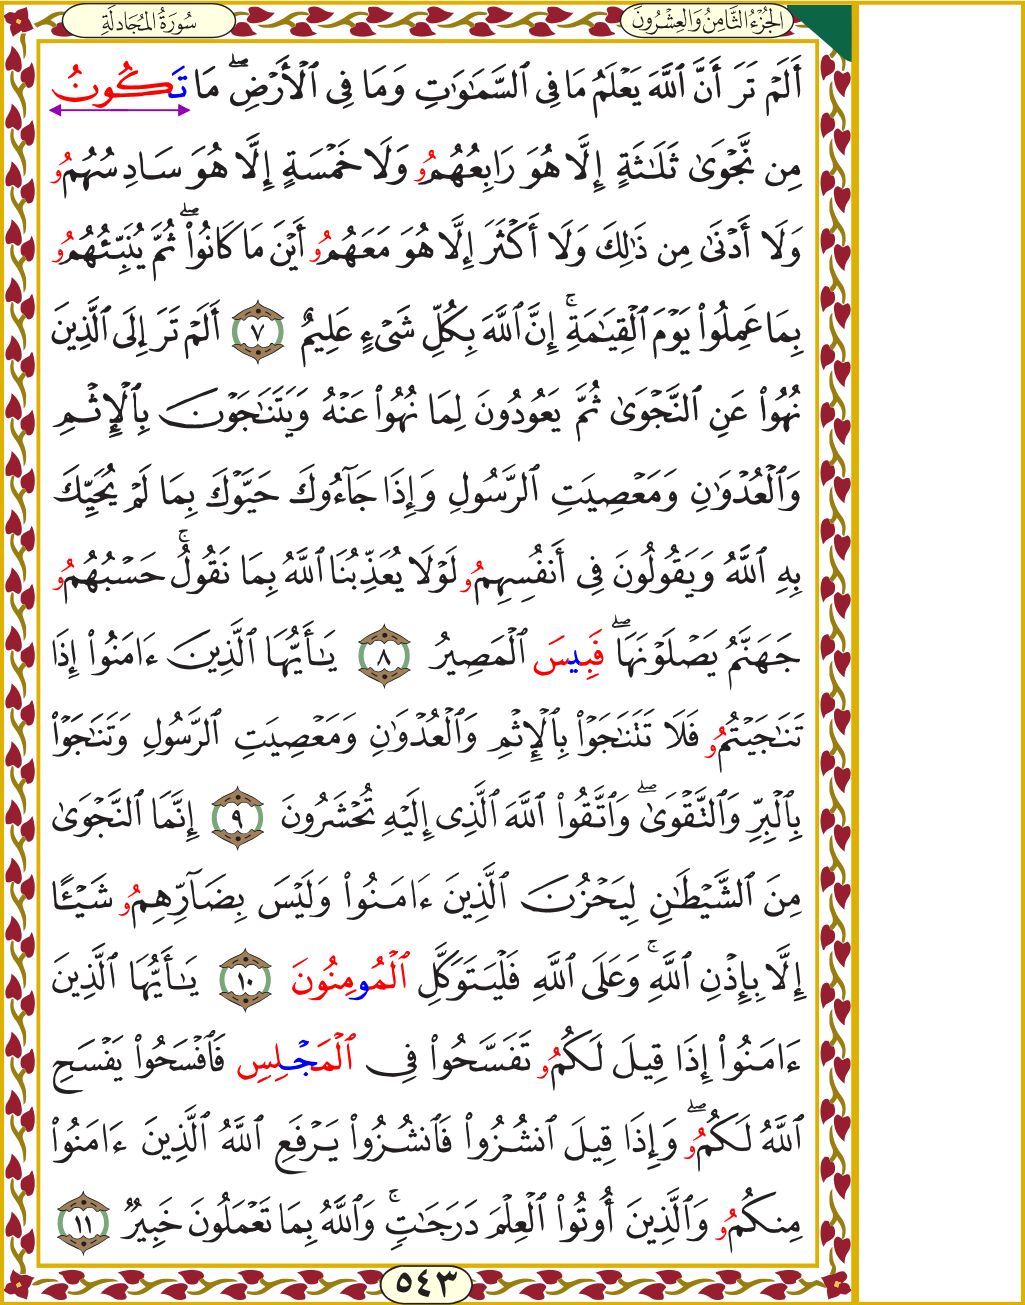 الجُزْءُ الثَّامِنُ وَالعِشْرُونَ
سُورَةُ المُجَادلَةِ
أَلَمۡ تَرَ أَنَّ ٱللَّهَ يَعۡلَمُ مَا فِى ٱلسَّمَٰوَٰتِ وَمَا فِى ٱلۡأَرۡضِۖ مَا تَكُونُ
مِن نَّجۡوَىٰ ثَلَٰثَةٍ إِلَّا هُوَ رَابِعُهُمُۥ وَلَا خَمۡسَةٍ إِلَّا هُوَ سَادِسُهُمُۥ
وَلَا أَدۡنَىٰ مِن ذَٰلِكَ وَلَا أَكۡثَرَ إِلَّا هُوَ مَعَهُمُۥ أَيۡنَ مَا كَانُواْۖ ثُمَّ يُنَبِّئُهُمُۥ
بِمَا عَمِلُواْ يَوۡمَ ٱلۡقِيَٰمَةِۚ إِنَّ ٱللَّهَ بِكُلِّ شَىۡءٍ عَلِيمٌ ٧ أَلَمۡ تَرَ إِلَى ٱلَّذِينَ
نُهُواْ عَنِ ٱلنَّجۡوَىٰ ثُمَّ يَعُودُونَ لِمَا نُهُواْ عَنۡهُ وَيَتَنَٰجَوۡنَ بِٱلۡإِثۡمِ
وَٱلۡعُدۡوَٰنِ وَمَعۡصِيَتِ ٱلرَّسُولِ وَإِذَا جَآءُوكَ حَيَّوۡكَ بِمَا لَمۡ يُحَيِّكَ
بِهِ ٱللَّهُ وَيَقُولُونَ فِى أَنفُسِهِمُۥ لَوۡلَا يُعَذِّبُنَا ٱللَّهُ بِمَا نَقُولُۚ حَسۡبُهُمُۥ
جَهَنَّمُ يَصۡلَوۡنَهَاۖ فَبِيسَ ٱلۡمَصِيرُ ٨ يَٰأَيُّهَا ٱلَّذِينَ ءَامَنُواْ إِذَا
تَنَٰجَيۡتُمُۥ فَلَا تَتَنَٰجَوۡاْ بِٱلۡإِثۡمِ وَٱلۡعُدۡوَٰنِ وَمَعۡصِيَتِ ٱلرَّسُولِ وَتَنَٰجَوۡاْ
بِٱلۡبِرِّ وَٱلتَّقۡوَىٰۖ وَٱتَّقُواْ ٱللَّهَ ٱلَّذِى إِلَيۡهِ تُحۡشَرُونَ ٩ إِنَّمَا ٱلنَّجۡوَىٰ
مِنَ ٱلشَّيۡطَٰنِ لِيَحۡزُنَ ٱلَّذِينَ ءَامَنُواْ وَلَيۡسَ بِضَآرِّهِمُۥ شَيۡـًٔا
إِلَّا بِإِذۡنِ ٱللَّهِۚ وَعَلَى ٱللَّهِ فَلۡيَتَوَكَّلِ ٱلۡمُومِنُونَ ١٠ يَٰأَيُّهَا ٱلَّذِينَ
ءَامَنُواْ إِذَا قِيلَ لَكُمُۥ تَفَسَّحُواْ فِى ٱلۡمَجۡلِسِ فَٱفۡسَحُواْ يَفۡسَحِ
ٱللَّهُ لَكُمُۥۖ وَإِذَا قِيلَ ٱنشُزُواْ فَٱنشُزُواْ يَرۡفَعِ ٱللَّهُ ٱلَّذِينَ ءَامَنُواْ
مِنكُمُۥ وَٱلَّذِينَ أُوتُواْ ٱلۡعِلۡمَ دَرَجَٰتٍۚ وَٱللَّهُ بِمَا تَعۡمَلُونَ خَبِيرٌ ١١
٥٤٣